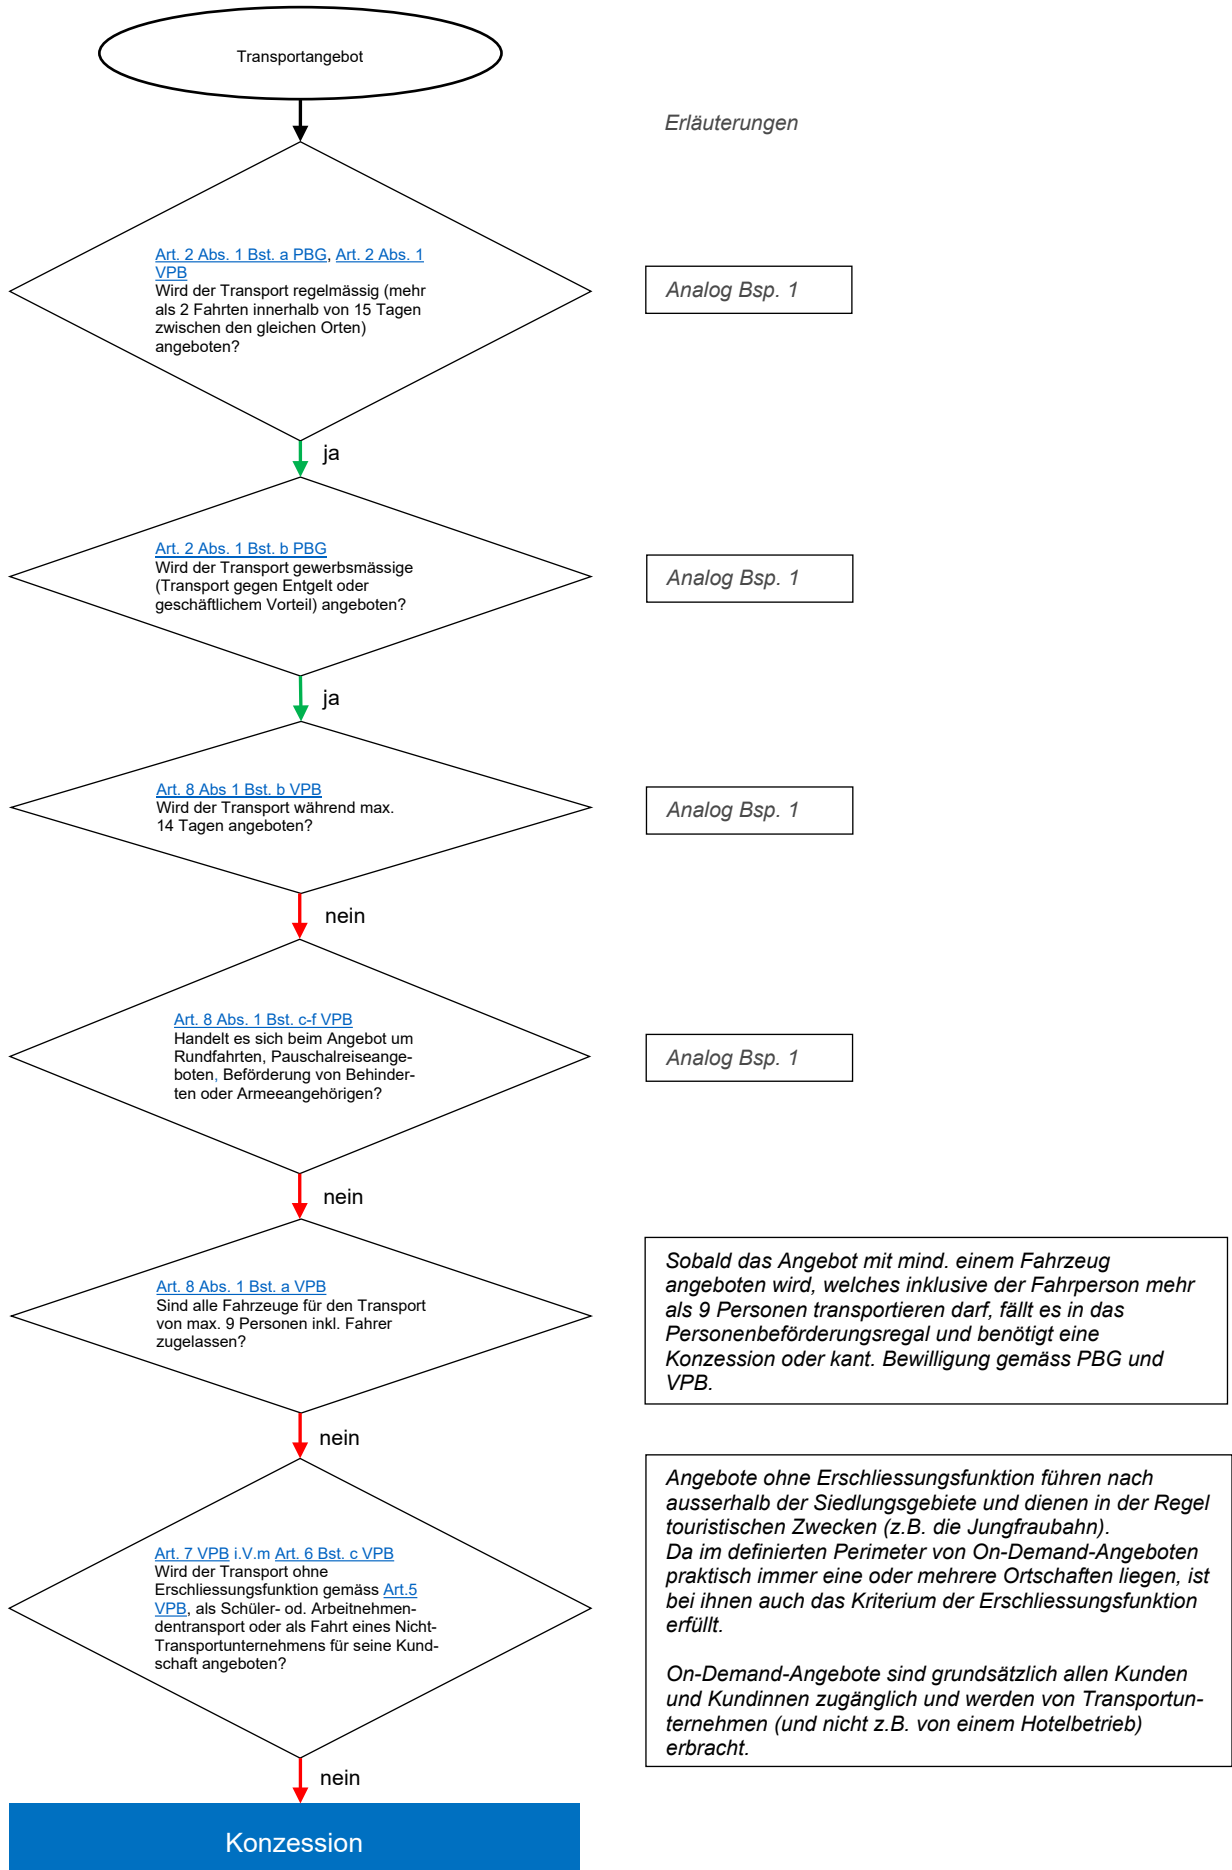 Transportangebot
Erläuterungen
Art. 2 Abs. 1 Bst. a PBG, Art. 2 Abs. 1
VPB
Wird der Transport regelmässig (mehr
als 2 Fahrten innerhalb von 15 Tagen
zwischen den gleichen Orten)
angeboten?
Analog Bsp. 1
ja
Art. 2 Abs. 1 Bst. b PBG
Wird der Transport gewerbsmässige
(Transport gegen Entgelt oder
geschäftlichem Vorteil) angeboten?
Analog Bsp. 1
ja
Art. 8 Abs 1 Bst. b VPB
Wird der Transport während max.
14 Tagen angeboten?
Analog Bsp. 1
nein
Art. 8 Abs. 1 Bst. c-f VPB
Handelt es sich beim Angebot um
Rundfahrten, Pauschalreiseange-
boten, Beförderung von Behinder-
ten oder Armeeangehörigen?
Analog Bsp. 1
nein
Art. 8 Abs. 1 Bst. a VPB
Sind alle Fahrzeuge für den Transport
von max. 9 Personen inkl. Fahrer
zugelassen?
Sobald das Angebot mit mind. einem Fahrzeug
angeboten wird, welches inklusive der Fahrperson mehr
als 9 Personen transportieren darf, fällt es in das
Personenbeförderungsregal und benötigt eine
Konzession oder kant. Bewilligung gemäss PBG und
VPB.
nein
Art. 7 VPB i.V.m Art. 6 Bst. c VPB
Wird der Transport ohne
Erschliessungsfunktion gemäss Art.5
VPB, als Schüler- od. Arbeitnehmen-
dentransport oder als Fahrt eines Nicht-
Transportunternehmens für seine Kund-
schaft angeboten?
Angebote ohne Erschliessungsfunktion führen nach
ausserhalb der Siedlungsgebiete und dienen in der Regel
touristischen Zwecken (z.B. die Jungfraubahn).
Da im definierten Perimeter von On-Demand-Angeboten
praktisch immer eine oder mehrere Ortschaften liegen, ist
bei ihnen auch das Kriterium der Erschliessungsfunktion
erfüllt.
On-Demand-Angebote sind grundsätzlich allen Kunden
und Kundinnen zugänglich und werden von Transportun-
ternehmen (und nicht z.B. von einem Hotelbetrieb)
erbracht.
nein
Konzession